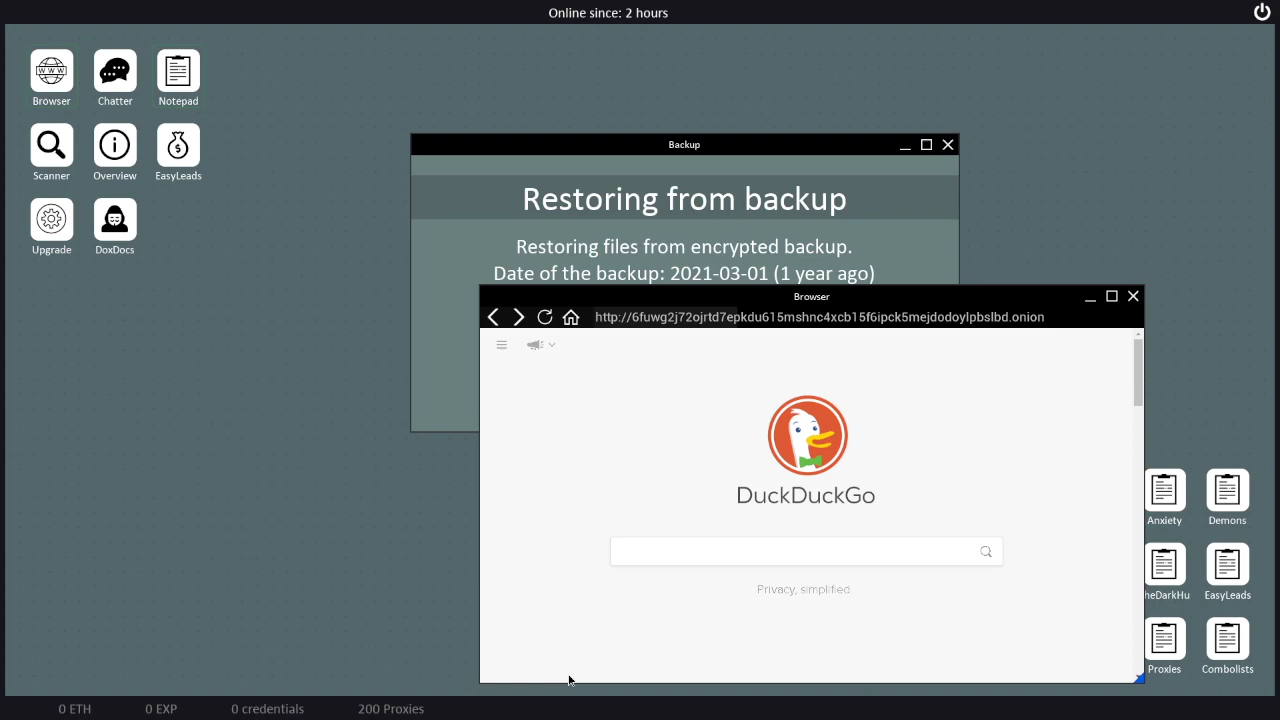 Online since: 2 hours
Browser
Chatter
Notepad
Scanner
Overview
EasyLeads
Upgrade
DoxDocs
Backup
Restoring from backup
Restoring files from encrypted backup.
Date of the backup: 2021-03-01 (1 year ago)
Browser
http://6fuwg2j72ojrtd7epkdu615mshnc4xcb15f6ipck5mejdodoylpbslbd.onion
WWW
DuckDuckGo
Privacy, simplified
Anxiety
Demons
heDarkHu
EasyLeads
Proxies
Combolists
0 ETH
0 EXP
0 credentials
200 Proxies